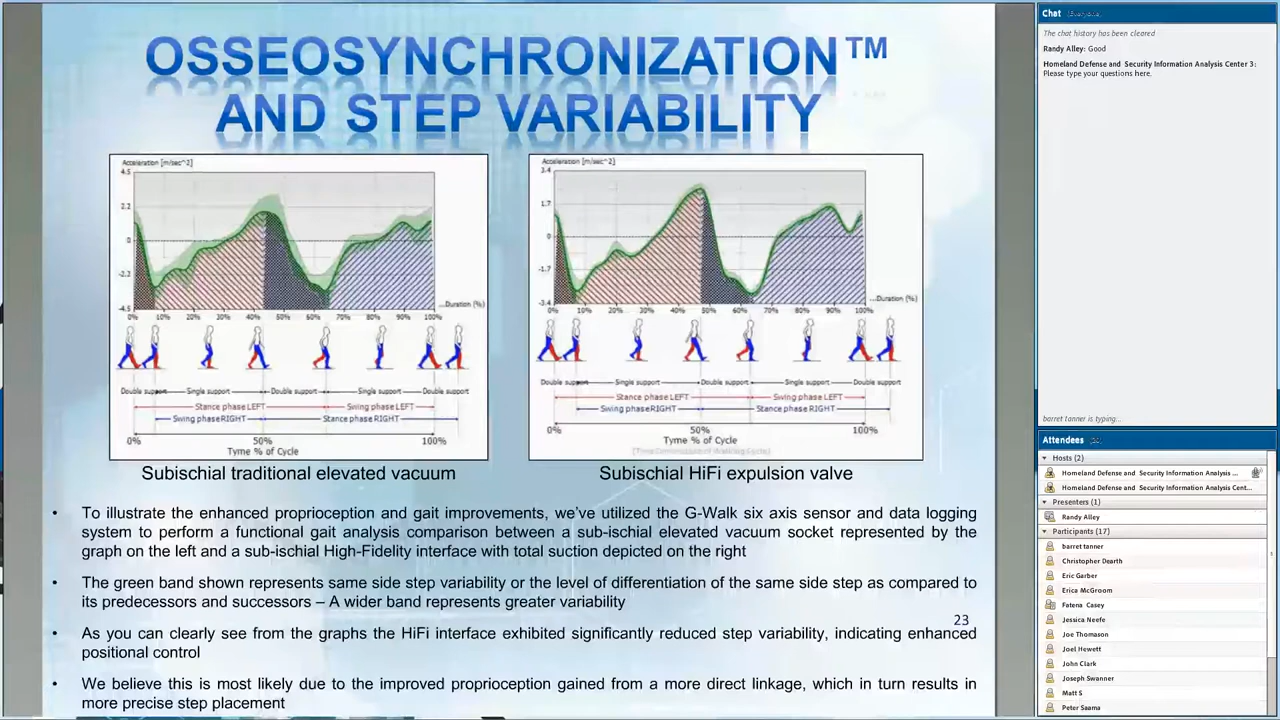 OSSEOSYNCHRONIZATION™
AND STEP VARIABILITY
Acceleration [m/sec^2]
4.5
2.2
0
-2.2
-4.5
...Duration (%)
0% 10% 20% 30% 40% 50% 60% 70% 80% 90% 100%
Double support Single support Double support Single support Double support
Stance phase LEFT Swing phase LEFT
Swing phase RIGHT Stance phase RIGHT
0% 50% 100%
Tyme % of Cycle
Acceleration [m/sec^2]
3.4
1.7
0
-1.7
-3.4
...Duration (%)
0% 10% 20% 30% 40% 50% 60% 70% 80% 90% 100%
Double support Single support Double support Single support Double support
Stance phase LEFT Swing phase LEFT
Swing phase RIGHT Stance phase RIGHT
0% 50% 100%
Tyme % of Cycle
Subischial traditional elevated vacuum
Subischial HiFi expulsion valve
• To illustrate the enhanced proprioception and gait improvements, we've utilized the G-Walk six axis sensor and data logging
system to perform a functional gait analysis comparison between a sub-ischial elevated vacuum socket represented by the
graph on the left and a sub-ischial High-Fidelity interface with total suction depicted on the right
• The green band shown represents same side step variability or the level of differentiation of the same side step as compared to
its predecessors and successors – A wider band represents greater variability
23
• As you can clearly see from the graphs the HiFi interface exhibited significantly reduced step variability, indicating enhanced
positional control
• We believe this is most likely due to the improved proprioception gained from a more direct linkage, which in turn results in
more precise step placement
Chat (Everyone)
The chat history has been cleared
Randy Alley: Good
Homeland Defense and Security Information Analysis Center 3:
Please type your questions here.
barret tanner is typing...
Attendees
Hosts (2)
Homeland Defense and Security Information Analysis ...
Homeland Defense and Security Information Analysis Cent...
Presenters (1)
Randy Alley
Participants (17)
barret tanner
Christopher Dearth
Eric Garber
Erica McGroom
Fatena Casey
Jessica Neefe
Joe Thomason
Joel Hewett
John Clark
Joseph Swanner
Matt S
Peter Saama